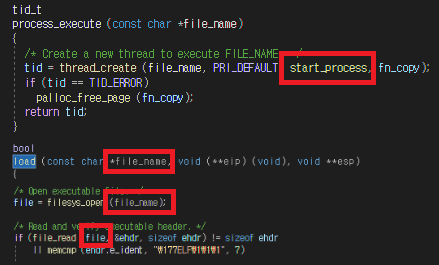 tid_t
process_execute (const char *file_name)
{
/* Create a new thread to execute FILE_NAME. */
tid = thread_create (file_name, PRI_DEFAULT, start_process, fn_copy);
if (tid == TID_ERROR)
palloc_free_page (fn_copy);
return tid;
}
bool
load (const char *file_name, void (**eip) (void), void **esp)
{
/* Open executable file. */
file = filesys_open (file_name);
/* Read and verify executable header. */
if (file_read (file, &ehdr, sizeof ehdr) != sizeof ehdr
|| memcmp (ehdr.e_ident, "₩177ELF₩1₩1₩1", 7)